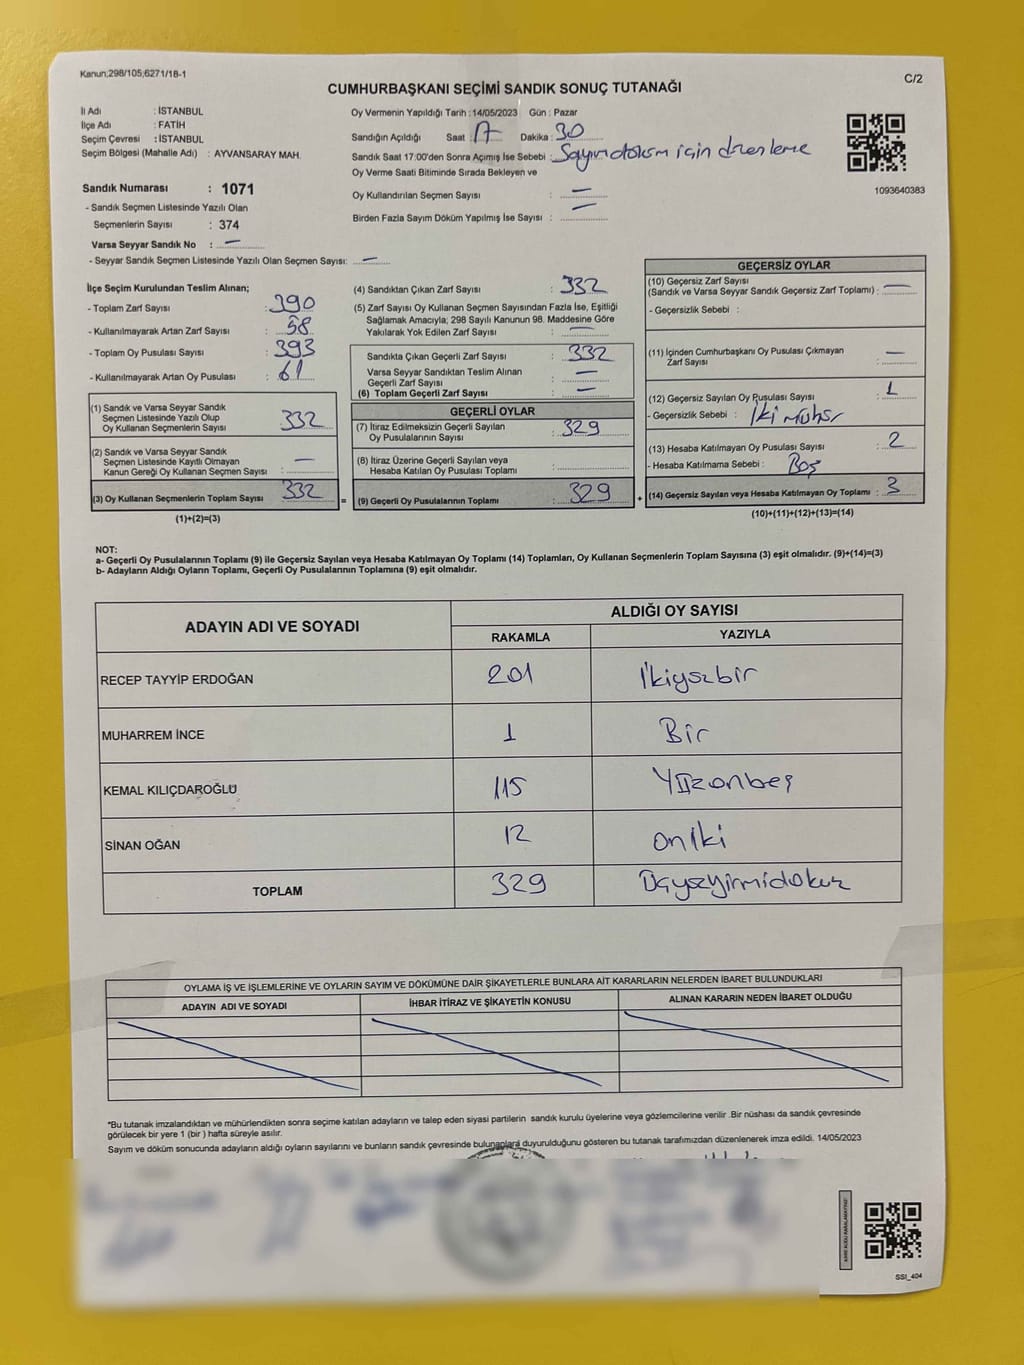 Kanun;298/105;6271/18-1
C/2
CUMHURBAŞKANI SEÇİMİ SANDIK SONUÇ TUTANAĞI
İl Adı : İSTANBUL
İlçe Adı : FATİH
Seçim Çevresi : İSTANBUL
Seçim Bölgesi (Mahalle Adı) : AYVANSARAY MAH.
Oy Vermenin Yapıldığı Tarih : 14/05/2023 Gün : Pazar
Sandığın Açıldığı Saat : 17 Dakika : 30
Sandık Saat 17:00'den Sonra Açımış İse Sebebi : Sayım döküm için düzenleme
Oy Verme Saati Bitiminde Sırada Bekleyen ve
Oy Kullandırılan Seçmen Sayısı : —
Birden Fazla Sayım Döküm Yapılmış İse Sayısı : —
1093640383
Sandık Numarası : 1071
- Sandık Seçmen Listesinde Yazılı Olan
Seçmenlerin Sayısı : 374
Varsa Seyyar Sandık No : —
- Seyyar Sandık Seçmen Listesinde Yazılı Olan Seçmen Sayısı: —
İlçe Seçim Kurulundan Teslim Alınan;
- Toplam Zarf Sayısı : 390
- Kullanılmayarak Artan Zarf Sayısı : 58
- Toplam Oy Pusulası Sayısı : 393
- Kullanılmayarak Artan Oy Pusulası : 61
(1) Sandık ve Varsa Seyyar Sandık
Seçmen Listesinde Yazılı Olup
Oy Kullanan Seçmenlerin Sayısı : 332
(2) Sandık ve Varsa Seyyar Sandık
Seçmen Listesinde Kayıtlı Olmayan
Kanun Gereği Oy Kullanan Seçmen Sayısı : —
(3) Oy Kullanan Seçmenlerin Toplam Sayısı : 332
(1)+(2)=(3)
(4) Sandıktan Çıkan Zarf Sayısı : 332
(5) Zarf Sayısı Oy Kullanan Seçmen Sayısından Fazla İse, Eşitliği
Sağlamak Amacıyla; 298 Sayılı Kanunun 98. Maddesine Göre
Yakılarak Yok Edilen Zarf Sayısı : —
Sandıkta Çıkan Geçerli Zarf Sayısı : 332
Varsa Seyyar Sandıktan Teslim Alınan
Geçerli Zarf Sayısı : —
(6) Toplam Geçerli Zarf Sayısı : —
GEÇERLİ OYLAR
(7) İtiraz Edilmeksizin Geçerli Sayılan
Oy Pusulalarının Sayısı : 329
(8) İtiraz Üzerine Geçerli Sayılan veya
Hesaba Katılan Oy Pusulası Toplamı :
= (9) Geçerli Oy Pusulalarının Toplamı : 329 +
GEÇERSİZ OYLAR
(10) Geçersiz Zarf Sayısı
(Sandık ve Varsa Seyyar Sandık Geçersiz Zarf Toplamı) : —
- Geçersizlik Sebebi :
(11) İçinden Cumhurbaşkanı Oy Pusulası Çıkmayan
Zarf Sayısı : —
(12) Geçersiz Sayılan Oy Pusulası Sayısı : 1
- Geçersizlik Sebebi : İki Mühür
(13) Hesaba Katılmayan Oy Pusulası Sayısı : 2
- Hesaba Katılmama Sebebi : Boş
(14) Geçersiz Sayılan veya Hesaba Katılmayan Oy Toplamı : 3
(10)+(11)+(12)+(13)=(14)
NOT:
a- Geçerli Oy Pusulalarının Toplamı (9) ile Geçersiz Sayılan veya Hesaba Katılmayan Oy Toplamı (14) Toplamları, Oy Kullanan Seçmenlerin Toplam Sayısına (3) eşit olmalıdır. (9)+(14)=(3)
b- Adayların Aldığı Oyların Toplamı, Geçerli Oy Pusulalarının Toplamına (9) eşit olmalıdır.
ADAYIN ADI VE SOYADI
ALDIĞI OY SAYISI
RAKAMLA YAZIYLA
RECEP TAYYİP ERDOĞAN 201 İkiyüzbir
MUHARREM İNCE 1 Bir
KEMAL KILIÇDAROĞLU 115 Yüzonbeş
SİNAN OĞAN 12 oniki
TOPLAM 329 Üçyüzyirmidokuz
OYLAMA İŞ VE İŞLEMLERİNE VE OYLARIN SAYIM VE DÖKÜMÜNE DAİR ŞİKAYETLERLE BUNLARA AİT KARARLARIN NELERDEN İBARET BULUNDUKLARI
ADAYIN ADI VE SOYADI İHBAR İTİRAZ VE ŞİKAYETİN KONUSU ALINAN KARARIN NEDEN İBARET OLDUĞU
*Bu tutanak imzalandıktan ve mühürlendikten sonra seçime katılan adayların ve talep eden siyasi partilerin sandık kurulu üyelerine veya gözlemcilerine verilir .Bir nüshası da sandık çevresinde
görülecek bir yere 1 (bir ) hafta süreyle asılır.
Sayım ve döküm sonucunda adayların aldığı oyların sayılarını ve bunların sandık çevresinde bulunanlara duyurulduğunu gösteren bu tutanak tarafımızdan düzenlenerek imza edildi. 14/05/2023
SSI_404